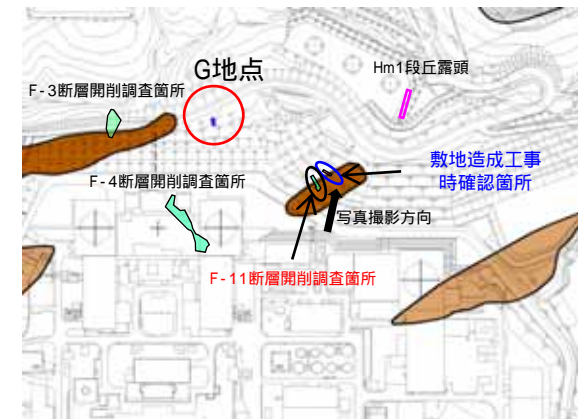 G地点
Hm1段丘露頭
F-3断層開削調査箇所
敷地造成工事
時確認箇所
F-4断層開削調査箇所
写真撮影方向
F-11断層開削調査箇所